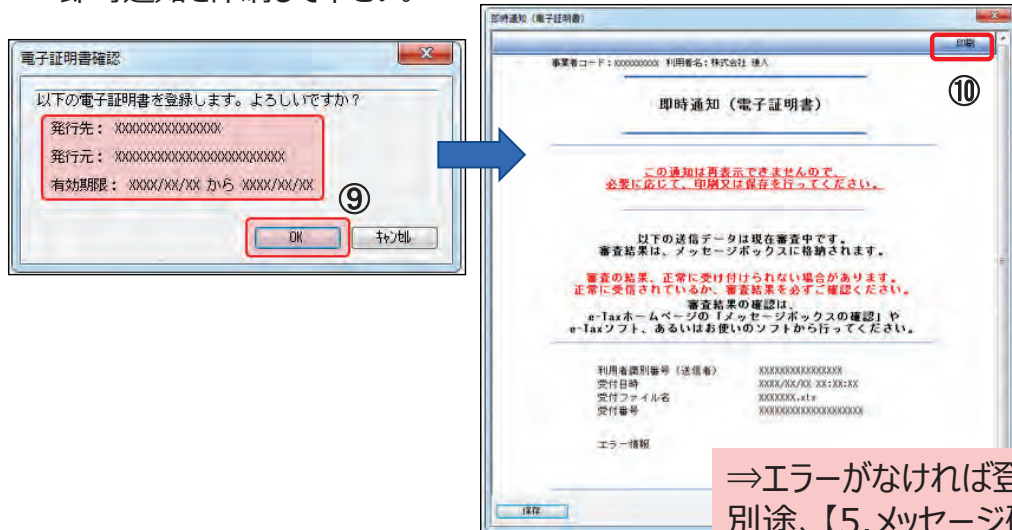 即時通知を印刷して下さい。
電子証明書確認
以下の電子証明書を登録します。よろしいですか？
発行先： XXXXXXXXXXXXXXX
発行元： XXXXXXXXXXXXXXXXXXXXXXXX
有効期限： XXXX/XX/XX から XXXX/XX/XX
⑨
OK
ｷｬﾝｾﾙ
即時通知（電子証明書）
印刷
事業者コード：XXXXXXXXXX 利用者名：株式会社 達人
⑩
即時通知（電子証明書）
この通知は再表示できませんので、
必要に応じて、印刷又は保存を行ってください。
以下の送信データは現在審査中です。
審査結果は、メッセージボックスに格納されます。
審査の結果、正常に受け付けられない場合があります。
正常に受信されているか、審査結果を必ずご確認ください。
審査結果の確認は、
e-Taxホームページの「メッセージボックスの確認」や
e-Taxソフト、あるいはお使いのソフトから行ってください。
利用者識別番号（送信者） XXXXXXXXXXXXXXXX
受付日時 XXXX/XX/XX XX:XX:XX
受付ファイル名 XXXXXXX.xtx
受付番号 XXXXXXXXXXXXXXXXXXXX
エラー情報
⇒エラーがなければ登
別途、【5.メッセージ
保存